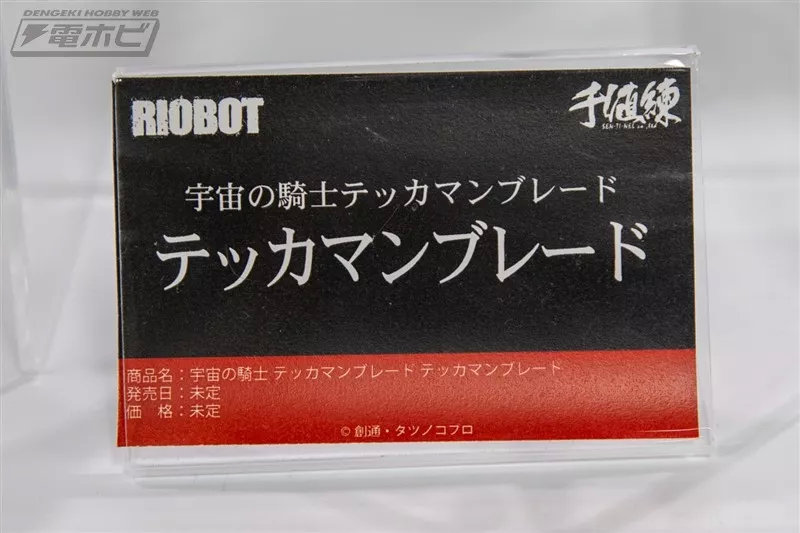 DENGEKI HOBBY WEB
電ホビ
RIOBOT
千値練
SEN-TI-NEL co.,ltd
宇宙の騎士テッカマンブレード
テッカマンブレード
商品名：宇宙の騎士 テッカマンブレード テッカマンブレード
発売日：未定
価　格：未定
© 創通・タツノコプロ